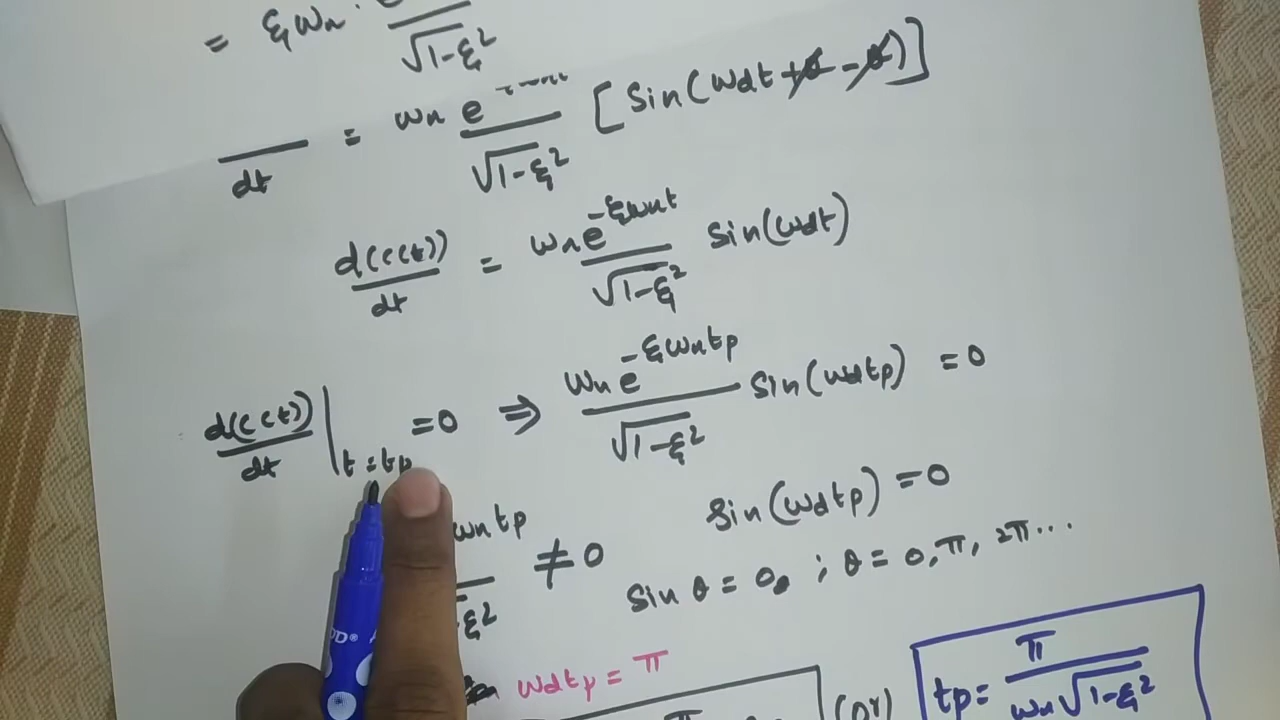 = ξωn . / √1-ξ²
/dt = ωn e / √1-ξ² [Sin(ωdt+θ-θ)]
d(c(t))/dt = ωn e^-ξωnt / √1-ξ² Sin(ωdt)
d(c(t))/dt |t=tp =0 ⇒ ωn e^-ξωntp / √1-ξ² Sin(ωdtp) =0
ωntp / ξ² ≠0
Sin(ωdtp) =0
Sin θ = 0 ; θ = 0, π, 2π...
ωdtp = π
π
(or)
tp= π / ωn√1-ξ²